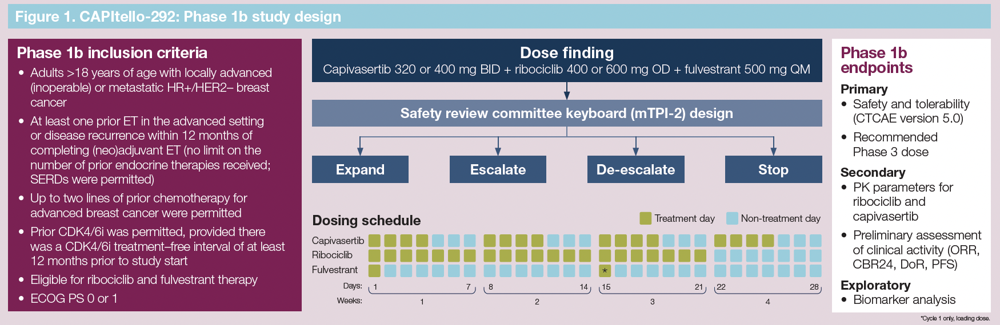 Figure 1. CAPItello-292: Phase 1b study design
Phase 1b inclusion criteria
• Adults >18 years of age with locally advanced
(inoperable) or metastatic HR+/HER2– breast
cancer
• At least one prior ET in the advanced setting
or disease recurrence within 12 months of
completing (neo)adjuvant ET (no limit on the
number of prior endocrine therapies received;
SERDs were permitted)
• Up to two lines of prior chemotherapy for
advanced breast cancer were permitted
• Prior CDK4/6i was permitted, provided there
was a CDK4/6i treatment–free interval of at least
12 months prior to study start
• Eligible for ribociclib and fulvestrant therapy
• ECOG PS 0 or 1
Dose finding
Capivasertib 320 or 400 mg BID + ribociclib 400 or 600 mg OD + fulvestrant 500 mg QM
Safety review committee keyboard (mTPI-2) design
Expand
Escalate
De-escalate
Stop
Dosing schedule
Treatment day
Non-treatment day
Capivasertib
Ribociclib
Fulvestrant
*
Days: 1 7 8 14 15 21 22 28
Weeks: 1 2 3 4
Phase 1b
endpoints
Primary
• Safety and tolerability
(CTCAE version 5.0)
• Recommended
Phase 3 dose
Secondary
• PK parameters for
ribociclib and
capivasertib
• Preliminary assessment
of clinical activity (ORR,
CBR24, DoR, PFS)
Exploratory
• Biomarker analysis
*Cycle 1 only, loading dose.